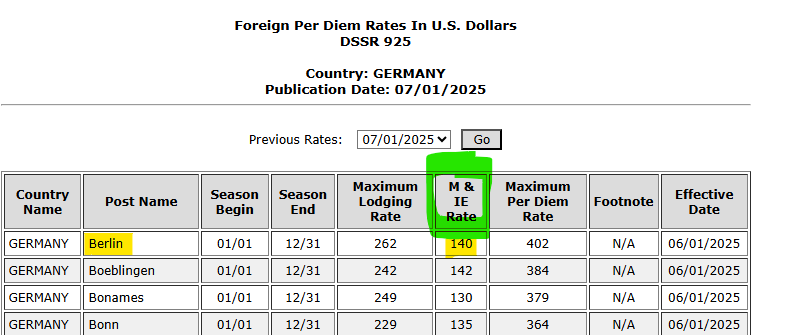 Foreign Per Diem Rates In U.S. Dollars
DSSR 925
Country: GERMANY
Publication Date: 07/01/2025
Previous Rates: 07/01/2025 Go
Country Name Post Name Season Begin Season End Maximum Lodging Rate M & IE Rate Maximum Per Diem Rate Footnote Effective Date
GERMANY Berlin 01/01 12/31 262 140 402 N/A 06/01/2025
GERMANY Boeblingen 01/01 12/31 242 142 384 N/A 06/01/2025
GERMANY Bonames 01/01 12/31 249 130 379 N/A 06/01/2025
GERMANY Bonn 01/01 12/31 229 135 364 N/A 06/01/2025